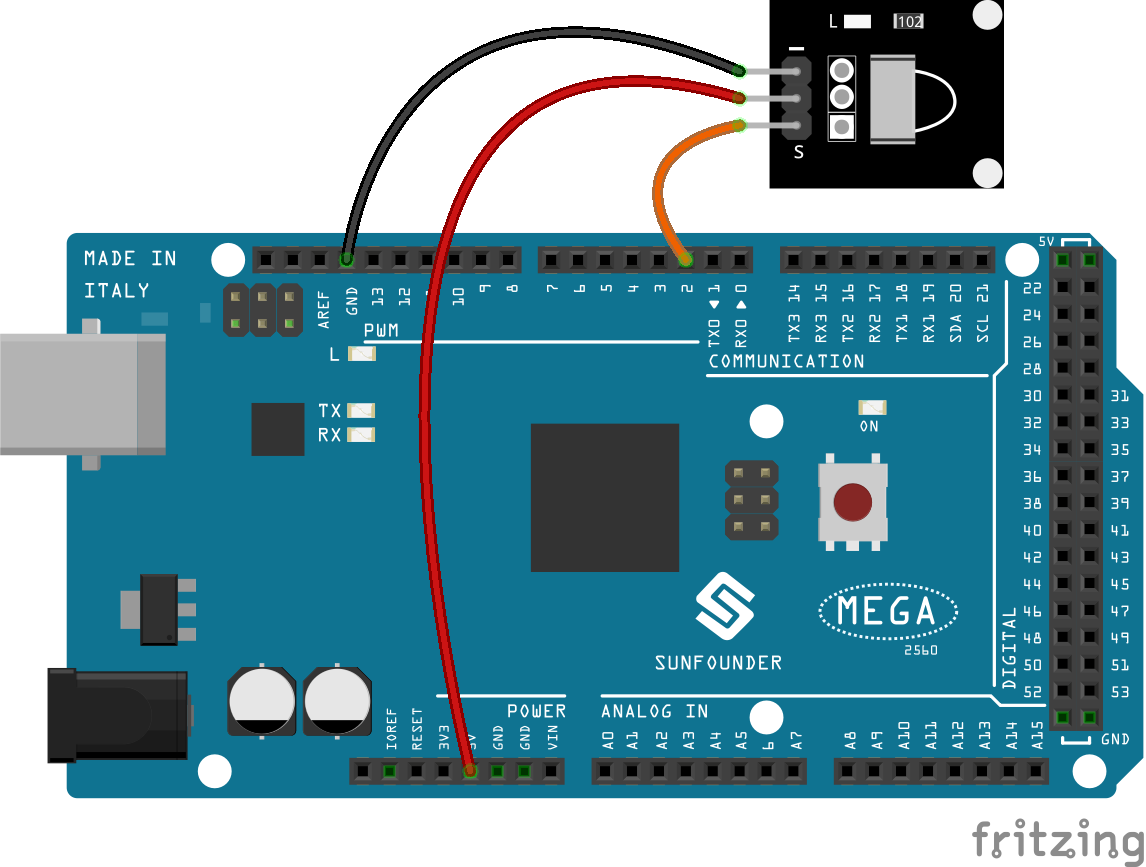 L 102
–
S
MADE IN
ITALY
AREF
GND
13
12
10
9
8
7
6
5
4
3
2
TX0 ◄ 1
RX0 ► 0
TX3 14
RX3 15
TX2 16
RX2 17
TX1 18
RX1 19
SDA 20
SCL 21
5V
PWM
COMMUNICATION
L
TX
RX
ON
22
24
26
28
30 31
32 33
34 35
36 37
38 39
40 41
42 43
44 45
46 47
48 49
50 51
52 53
GND
DIGITAL
MEGA
2560
SUNFOUNDER
POWER
ANALOG IN
IOREF
RESET
3V3
5V
GND
GND
VIN
A0
A1
A2
A3
A4
A5
6
A7
A8
A9
A10
A11
A12
A13
A14
A15
fritzing